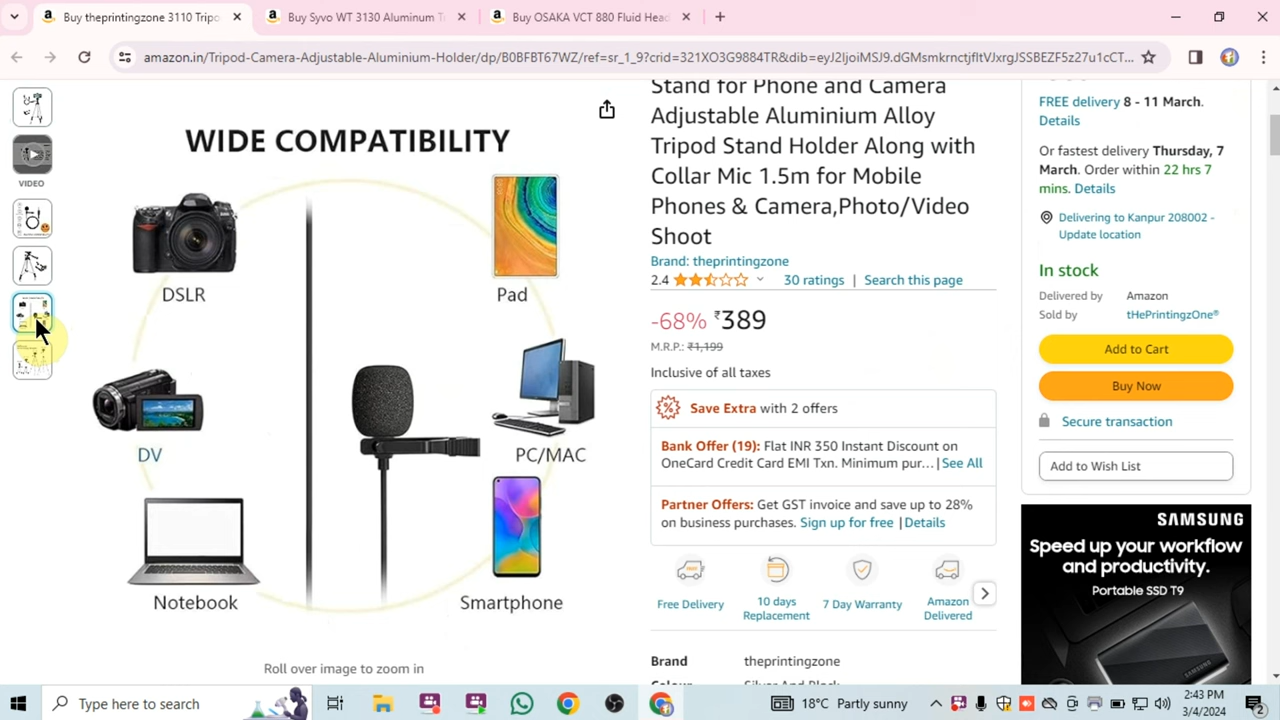 Buy theprintingzone 3110 Tripo
Buy Syvo WT 3130 Aluminum T
Buy OSAKA VCT 880 Fluid Head
amazon.in/Tripod-Camera-Adjustable-Aluminium-Holder/dp/B0BFBT67WZ/ref=sr_1_9?crid=321XO3G9884TR&dib=eyJ2IjoiMSJ9.dGMsmkrnctjfltVJxrgJSSBEZF5z27u1cCT...
VIDEO
WIDE COMPATIBILITY
DSLR
Pad
DV
PC/MAC
Notebook
Smartphone
Roll over image to zoom in
Stand for Phone and Camera
Adjustable Aluminium Alloy
Tripod Stand Holder Along with
Collar Mic 1.5m for Mobile
Phones & Camera,Photo/Video
Shoot
Brand: theprintingzone
2.4 30 ratings | Search this page
-68% ₹389
M.R.P.: ₹1,199
Inclusive of all taxes
Save Extra with 2 offers
Bank Offer (19): Flat INR 350 Instant Discount on
OneCard Credit Card EMI Txn. Minimum pur... | See All
Partner Offers: Get GST invoice and save up to 28%
on business purchases. Sign up for free | Details
Free Delivery
10 days
Replacement
7 Day Warranty
Amazon
Delivered
Brand theprintingzone
Colour Silver And Black
FREE delivery 8 - 11 March.
Details
Or fastest delivery Thursday, 7
March. Order within 22 hrs 7
mins. Details
Delivering to Kanpur 208002 -
Update location
In stock
Delivered by Amazon
Sold by tHePrintingzOne®
Add to Cart
Buy Now
Secure transaction
Add to Wish List
SAMSUNG
Speed up your workflow
and productivity.
Portable SSD T9
Type here to search
18°C Partly sunny
2:43 PM
3/4/2024
2